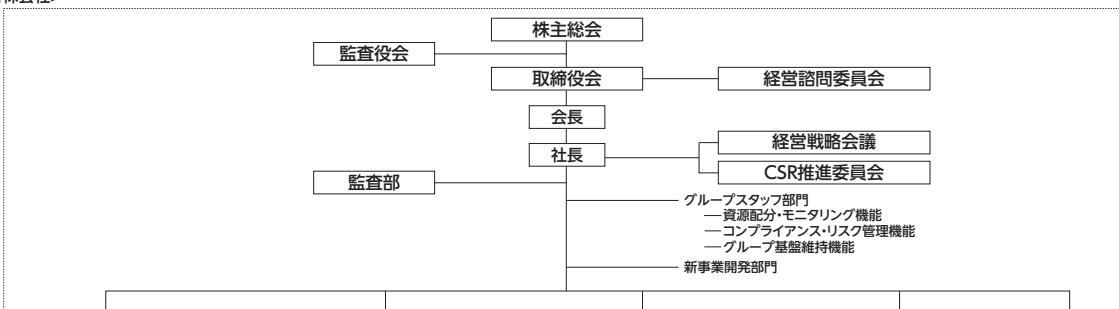 株主総会
監査役会
取締役会
経営諮問委員会
会長
経営戦略会議
社長
CSR推進委員会
監査部
グループスタッフ部門
資源配分・モニタリング機能
コンプライアンス・リスク管理機能
グループ基盤維持機能
新事業開発部門